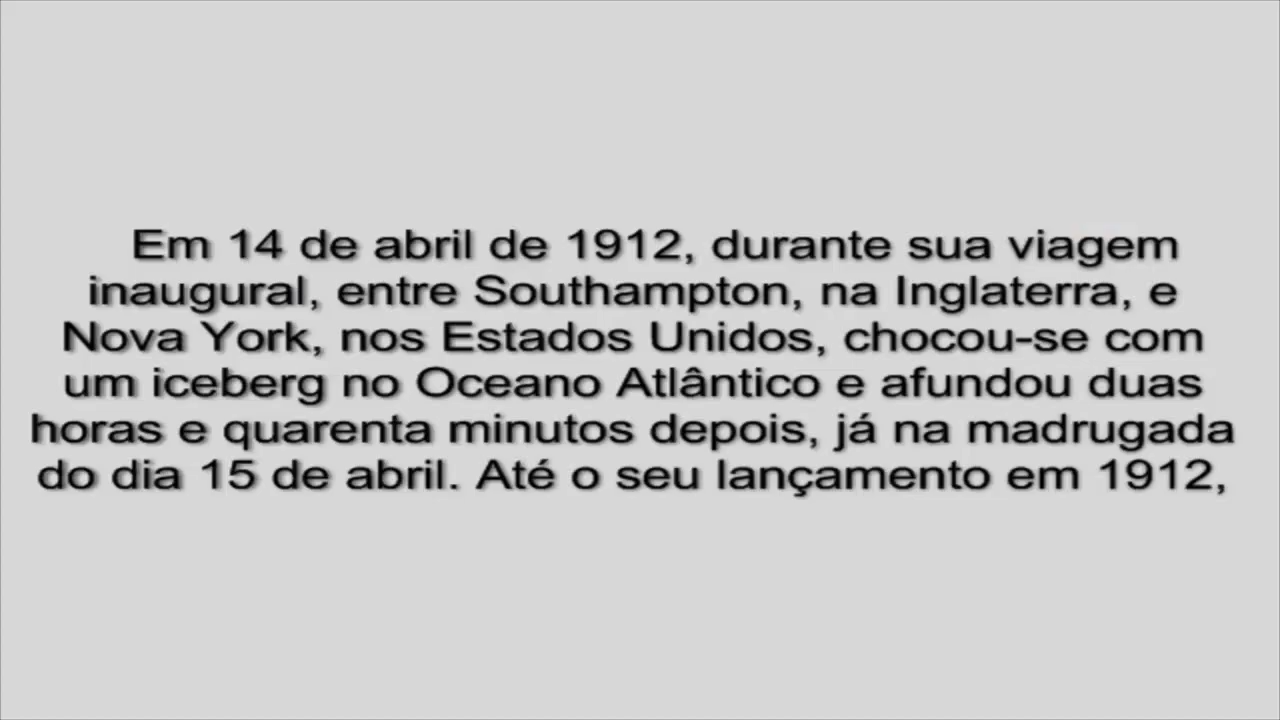 Em 14 de abril de 1912, durante sua viagem
inaugural, entre Southampton, na Inglaterra, e
Nova York, nos Estados Unidos, chocou-se com
um iceberg no Oceano Atlântico e afundou duas
horas e quarenta minutos depois, já na madrugada
do dia 15 de abril. Até o seu lançamento em 1912,